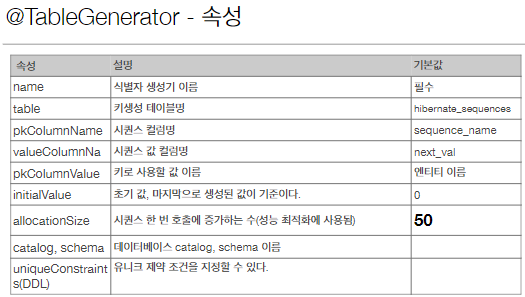 @TableGenerator - 속성
속성 설명 기본값
name 식별자 생성기 이름 필수
table 키생성 테이블명 hibernate_sequences
pkColumnName 시퀀스 컬럼명 sequence_name
valueColumnNa 시퀀스 값 컬럼명 next_val
pkColumnValue 키로 사용할 값 이름 엔티티 이름
initialValue 초기 값, 마지막으로 생성된 값이 기준이다. 0
allocationSize 시퀀스 한 번 호출에 증가하는 수(성능 최적화에 사용됨) 50
catalog, schema 데이터베이스 catalog, schema 이름
uniqueConstraint 유니크 제약 조건을 지정할 수 있다.
s(DDL)